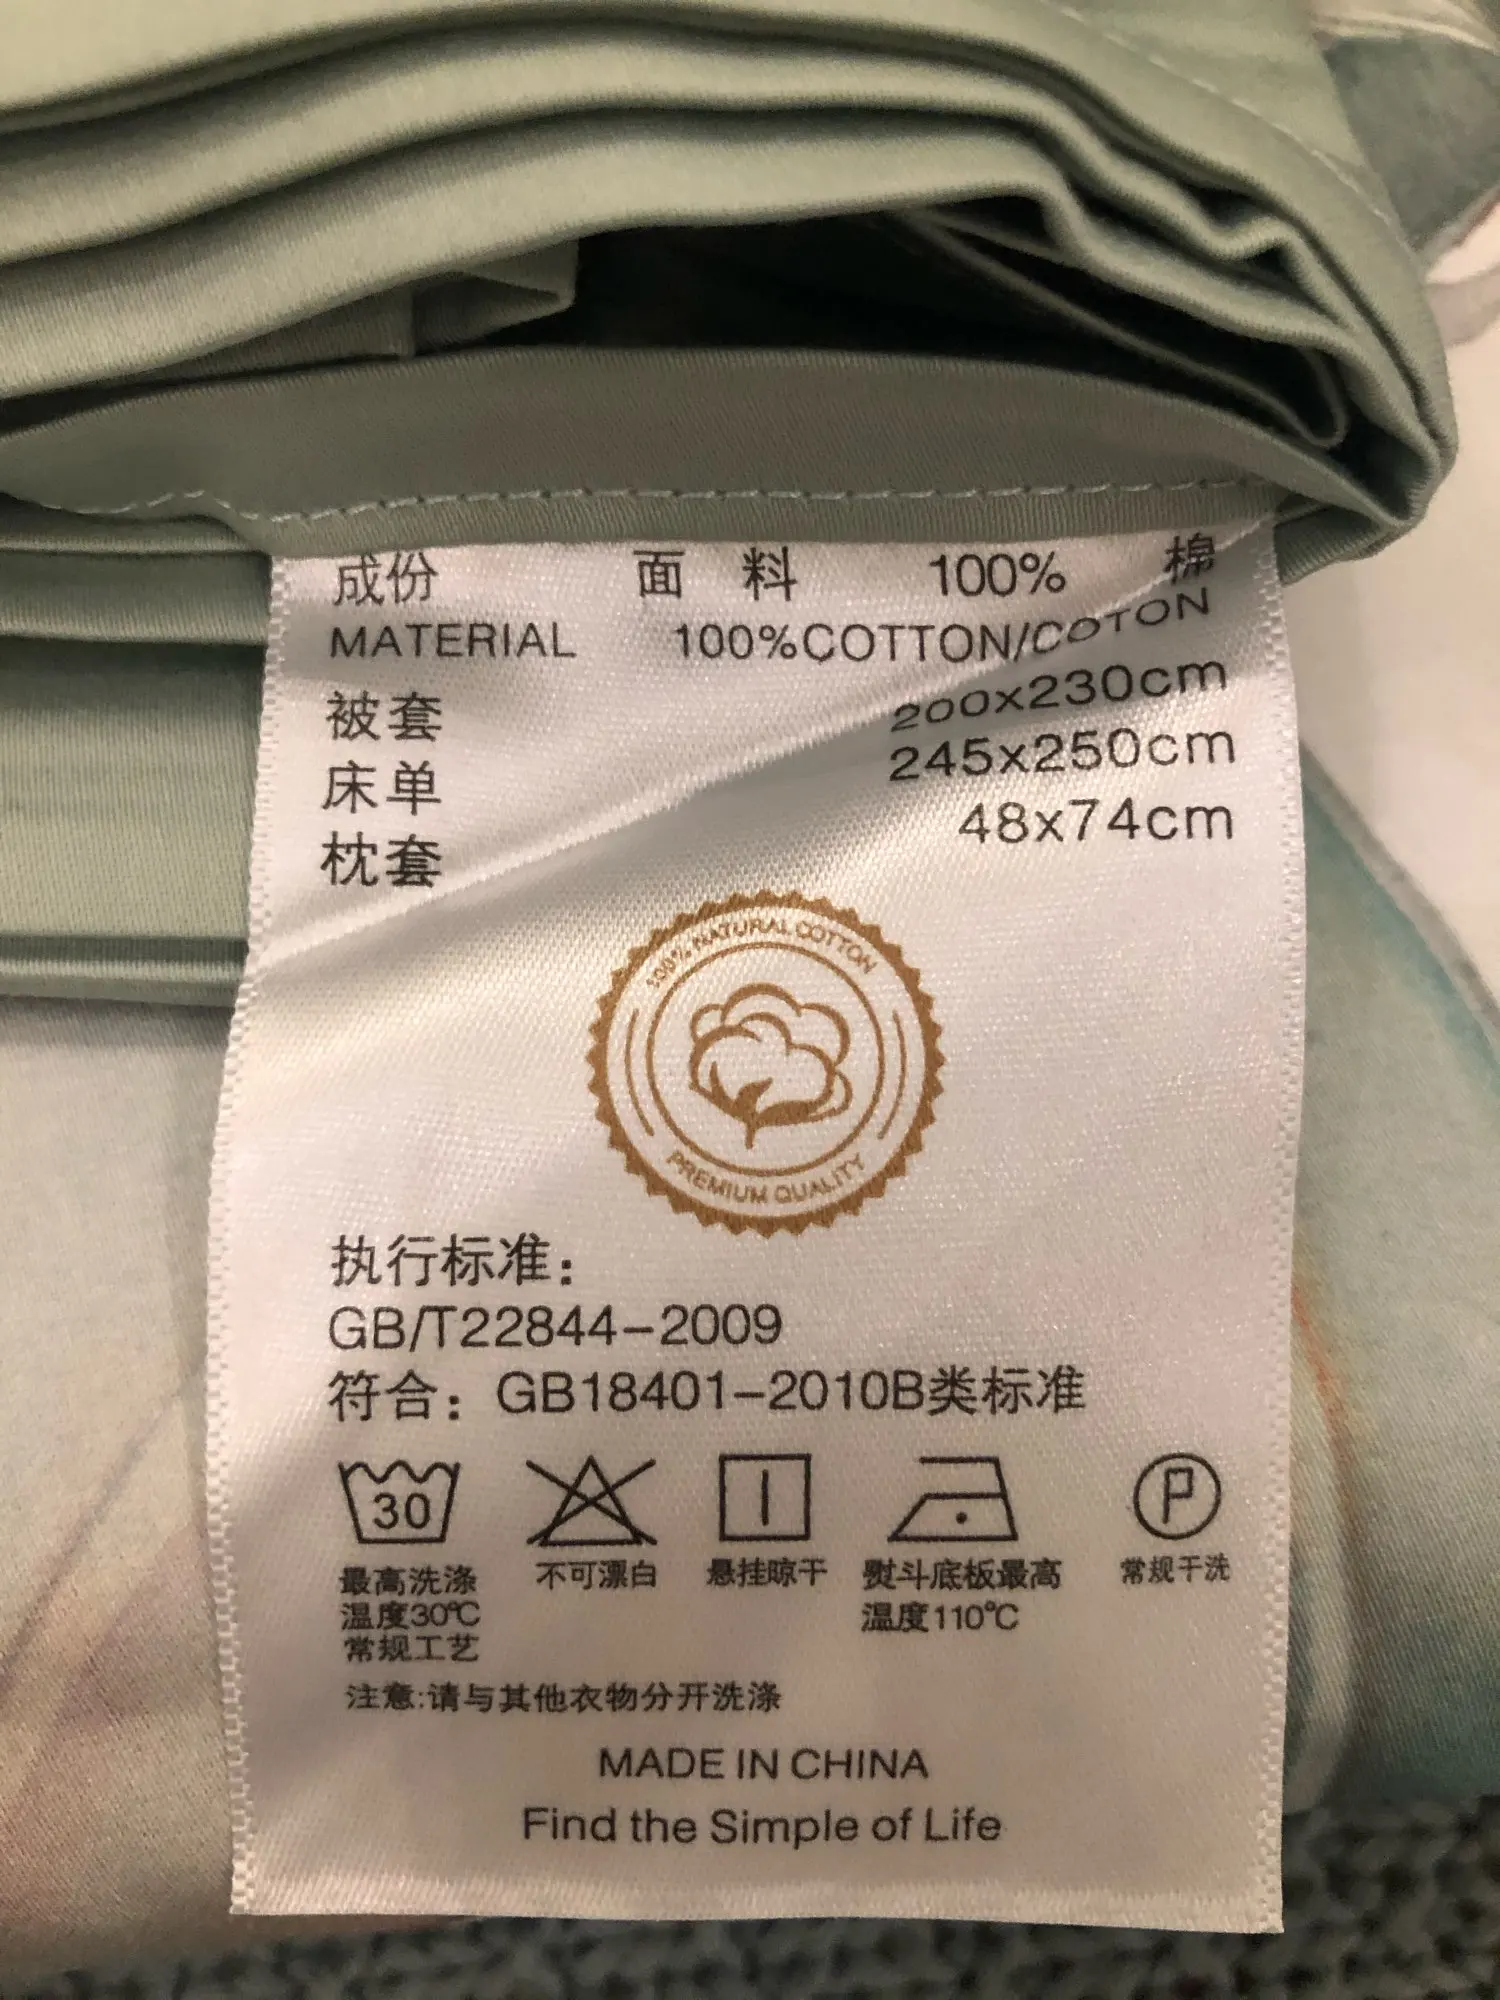 成份 面 料 100% 棉
MATERIAL 100%COTTON/COTON
被套 200x230cm
床单 245x250cm
枕套 48x74cm
100% NATURAL COTTON
PREMIUM QUALITY
执行标准：
GB/T22844-2009
符合：GB18401-2010B类标准
30
P
最高洗涤 不可漂白 悬挂晾干 熨斗底板最高 常规干洗
温度30℃ 温度110℃
常规工艺
注意:请与其他衣物分开洗涤
MADE IN CHINA
Find the Simple of Life